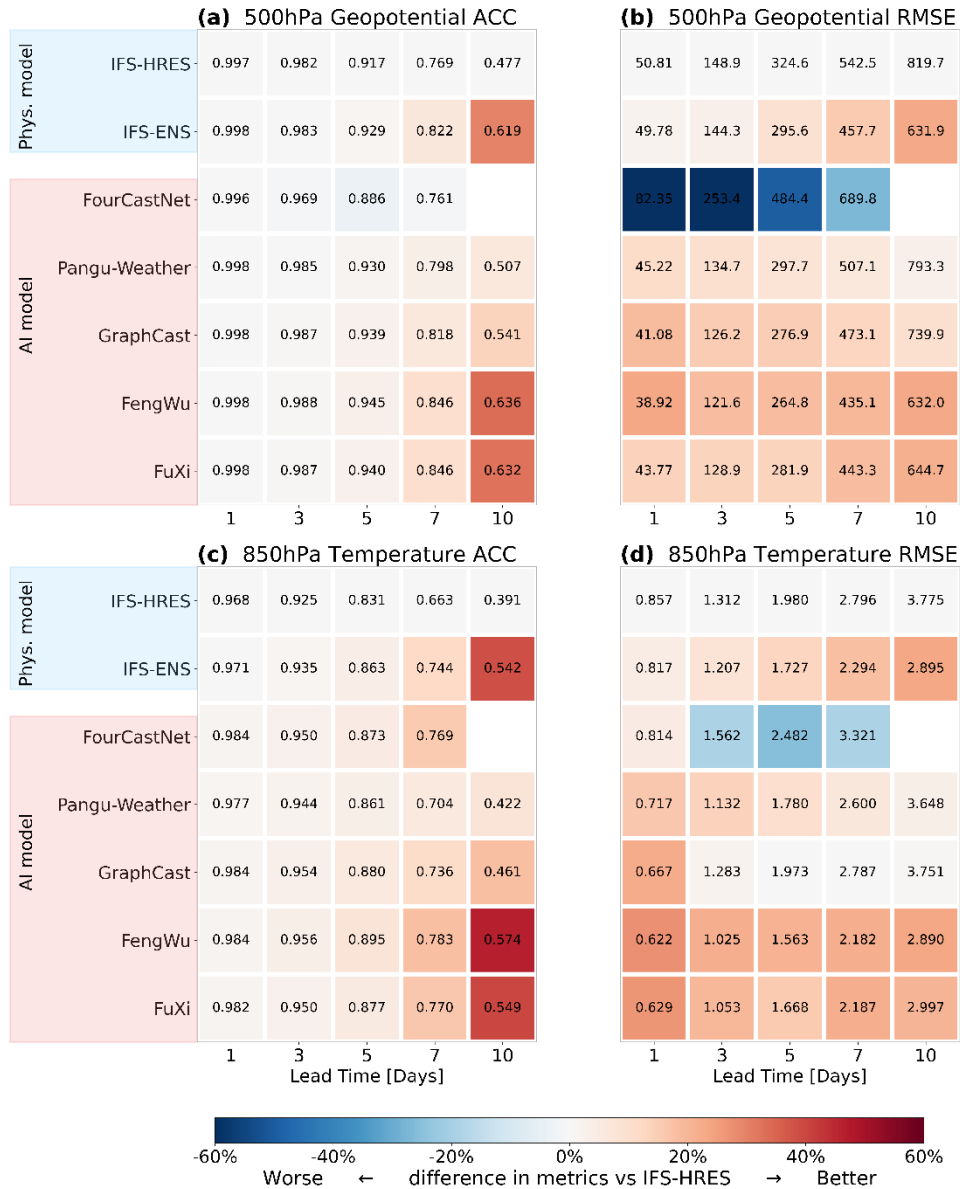 (a) 500hPa Geopotential ACC
(b) 500hPa Geopotential RMSE
Phys. model
IFS-HRES 0.997 0.982 0.917 0.769 0.477 50.81 148.9 324.6 542.5 819.7
IFS-ENS 0.998 0.983 0.929 0.822 0.619 49.78 144.3 295.6 457.7 631.9
AI model
FourCastNet 0.996 0.969 0.886 0.761 82.35 253.4 484.4 689.8
Pangu-Weather 0.998 0.985 0.930 0.798 0.507 45.22 134.7 297.7 507.1 793.3
GraphCast 0.998 0.987 0.939 0.818 0.541 41.08 126.2 276.9 473.1 739.9
FengWu 0.998 0.988 0.945 0.846 0.636 38.92 121.6 264.8 435.1 632.0
FuXi 0.998 0.987 0.940 0.846 0.632 43.77 128.9 281.9 443.3 644.7
1 3 5 7 10 1 3 5 7 10
(c) 850hPa Temperature ACC
(d) 850hPa Temperature RMSE
Phys. model
IFS-HRES 0.968 0.925 0.831 0.663 0.391 0.857 1.312 1.980 2.796 3.775
IFS-ENS 0.971 0.935 0.863 0.744 0.542 0.817 1.207 1.727 2.294 2.895
AI model
FourCastNet 0.984 0.950 0.873 0.769 0.814 1.562 2.482 3.321
Pangu-Weather 0.977 0.944 0.861 0.704 0.422 0.717 1.132 1.780 2.600 3.648
GraphCast 0.984 0.954 0.880 0.736 0.461 0.667 1.283 1.973 2.787 3.751
FengWu 0.984 0.956 0.895 0.783 0.574 0.622 1.025 1.563 2.182 2.890
FuXi 0.982 0.950 0.877 0.770 0.549 0.629 1.053 1.668 2.187 2.997
1 3 5 7 10 1 3 5 7 10
Lead Time [Days] Lead Time [Days]
-60% -40% -20% 0% 20% 40% 60%
Worse ← difference in metrics vs IFS-HRES → Better